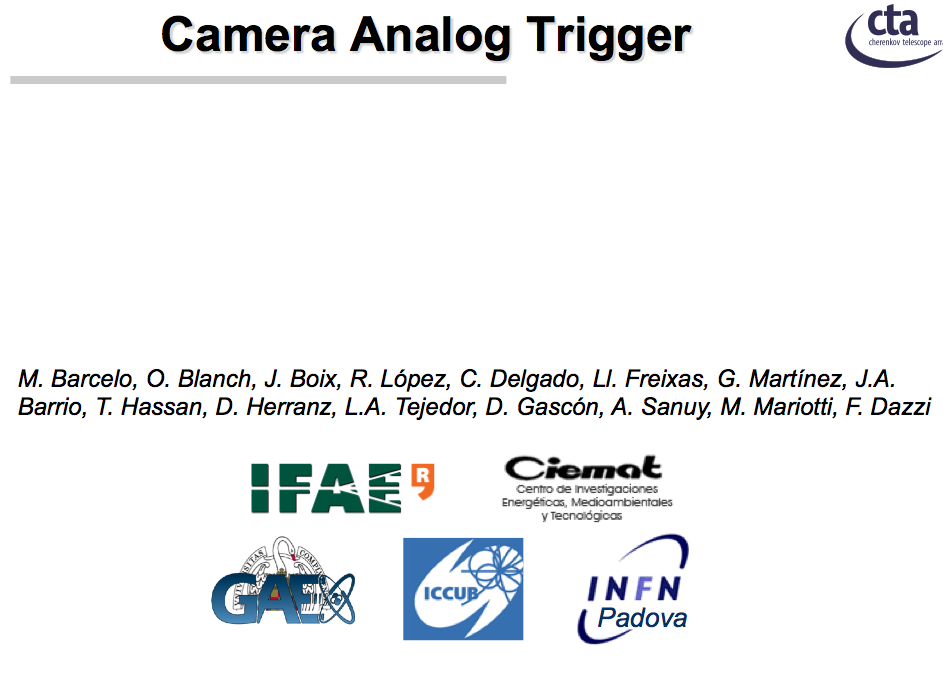 Camera Analog Trigger
cta
cherenkov telescope arr
M. Barcelo, O. Blanch, J. Boix, R. López, C. Delgado, Ll. Freixas, G. Martínez, J.A.
Barrio, T. Hassan, D. Herranz, L.A. Tejedor, D. Gascón, A. Sanuy, M. Mariotti, F. Dazzi
IFAE R
Ciemat
Centro de Investigaciones
Energéticas, Medioambientales
y Tecnológicas
GAE
ICCUB
INFN
Padova